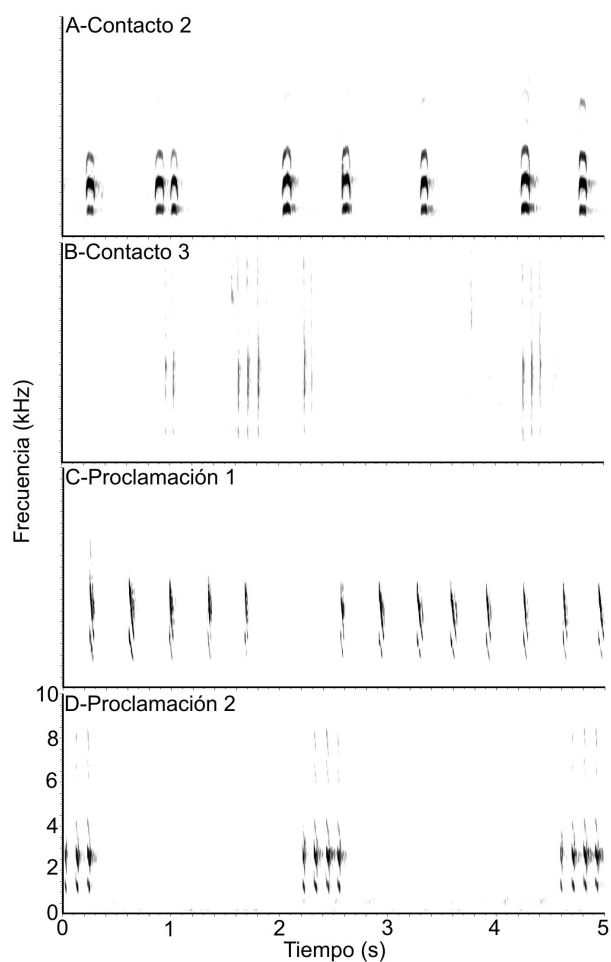 A-Contacto 2
B-Contacto 3
Frecuencia (kHz)
C-Proclamación 1
10
D-Proclamación 2
8
6
4
2
0
0 1 2 3 4 5
Tiempo (s)